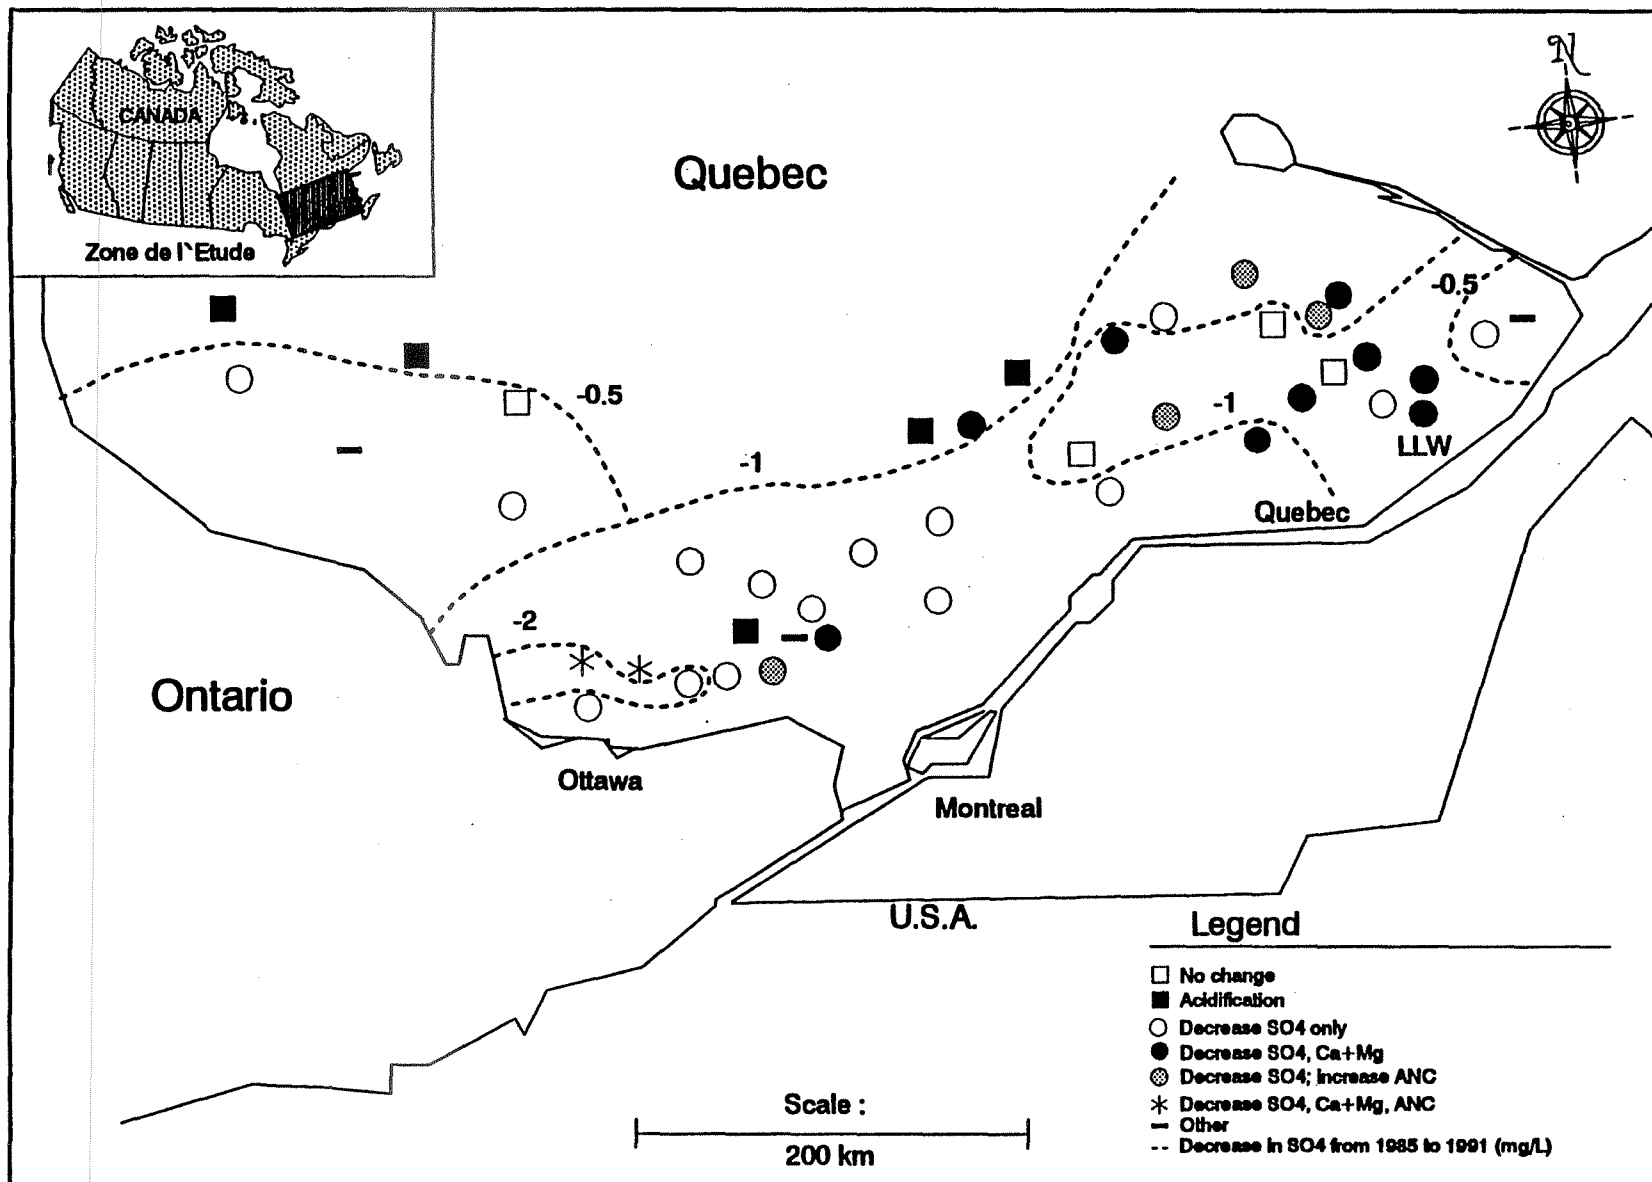 CANADA
Zone de l`Etude
N
Quebec
-0.5
-0.5
-1
-1
LLW
Quebec
-2
Ontario
Ottawa
Montreal
U.S.A.
Legend
No change
Acidification
Decrease SO4 only
Decrease SO4, Ca+Mg
Decrease SO4; increase ANC
Decrease SO4, Ca+Mg, ANC
Other
Decrease in SO4 from 1985 to 1991 (mg/L)
Scale :
200 km